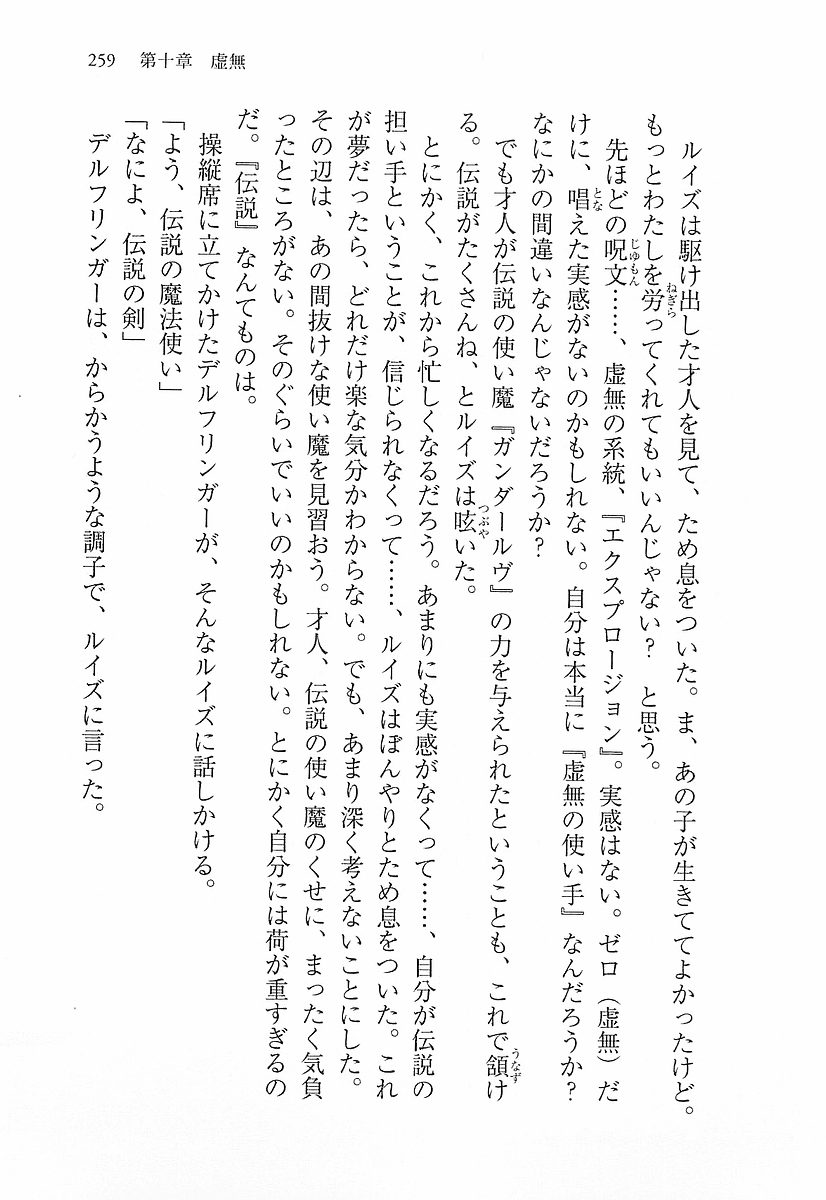 259　第十章　虚無
　ルイズは駆け出した才人を見て、ため息をついた。ま、あの子が生きててよかったけど。
もっとわたしを労ってくれてもいいんじゃない？　と思う。
　先ほどの呪文……、虚無の系統、『エクスプロージョン』。実感はない。ゼロ（虚無）だ
けに、唱えた実感がないのかもしれない。自分は本当に『虚無の使い手』なんだろうか？
なにかの間違いなんじゃないだろうか？
　でも才人が伝説の使い魔『ガンダールヴ』の力を与えられたということも、これで頷け
る。伝説がたくさんね、とルイズは呟いた。
　とにかく、これから忙しくなるだろう。あまりにも実感がなくって……、自分が伝説の
担い手ということが、信じられなくって……、ルイズはぼんやりとため息をついた。これ
が夢だったら、どれだけ楽な気分かわからない。でも、あまり深く考えないことにした。
その辺は、あの間抜けな使い魔を見習おう。才人、伝説の使い魔のくせに、まったく気負
ったところがない。そのぐらいでいいのかもしれない。とにかく自分には荷が重すぎるの
だ。『伝説』なんてものは。
　操縦席に立てかけたデルフリンガーが、そんなルイズに話しかける。
「よう、伝説の魔法使い」
「なによ、伝説の剣」
　デルフリンガーは、からかうような調子で、ルイズに言った。